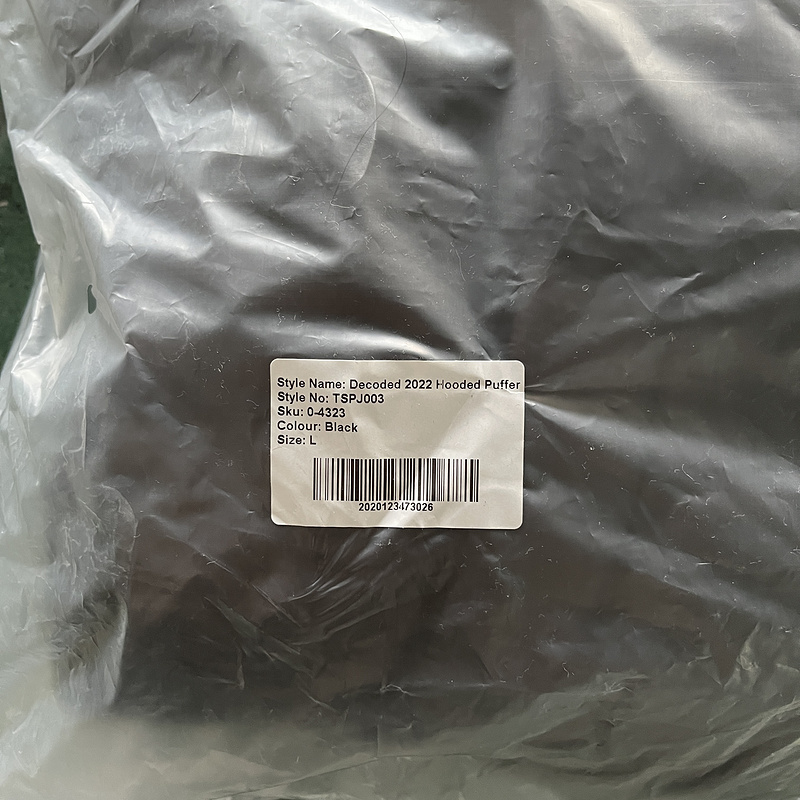 Style Name: Decoded 2022 Hooded Puffer
Style No: TSPJ003
Sku: 0-4323
Colour: Black
Size: L
2020123473026